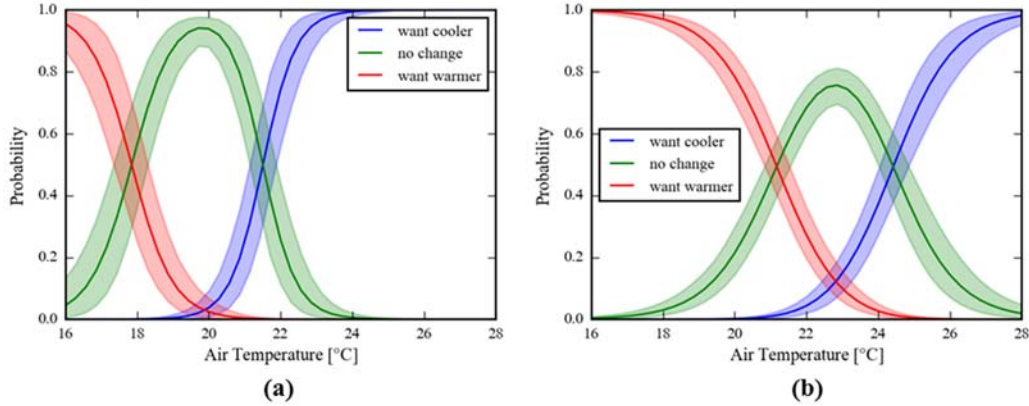 1.0
0.8
0.6
0.4
0.2
0.0
Probability
want cooler
no change
want warmer
16 18 20 22 24 26 28
Air Temperature [°C]
(a)
1.0
0.8
0.6
0.4
0.2
0.0
Probability
want cooler
no change
want warmer
16 20 22 24 26 28
Air Temperature [°C]
(b)